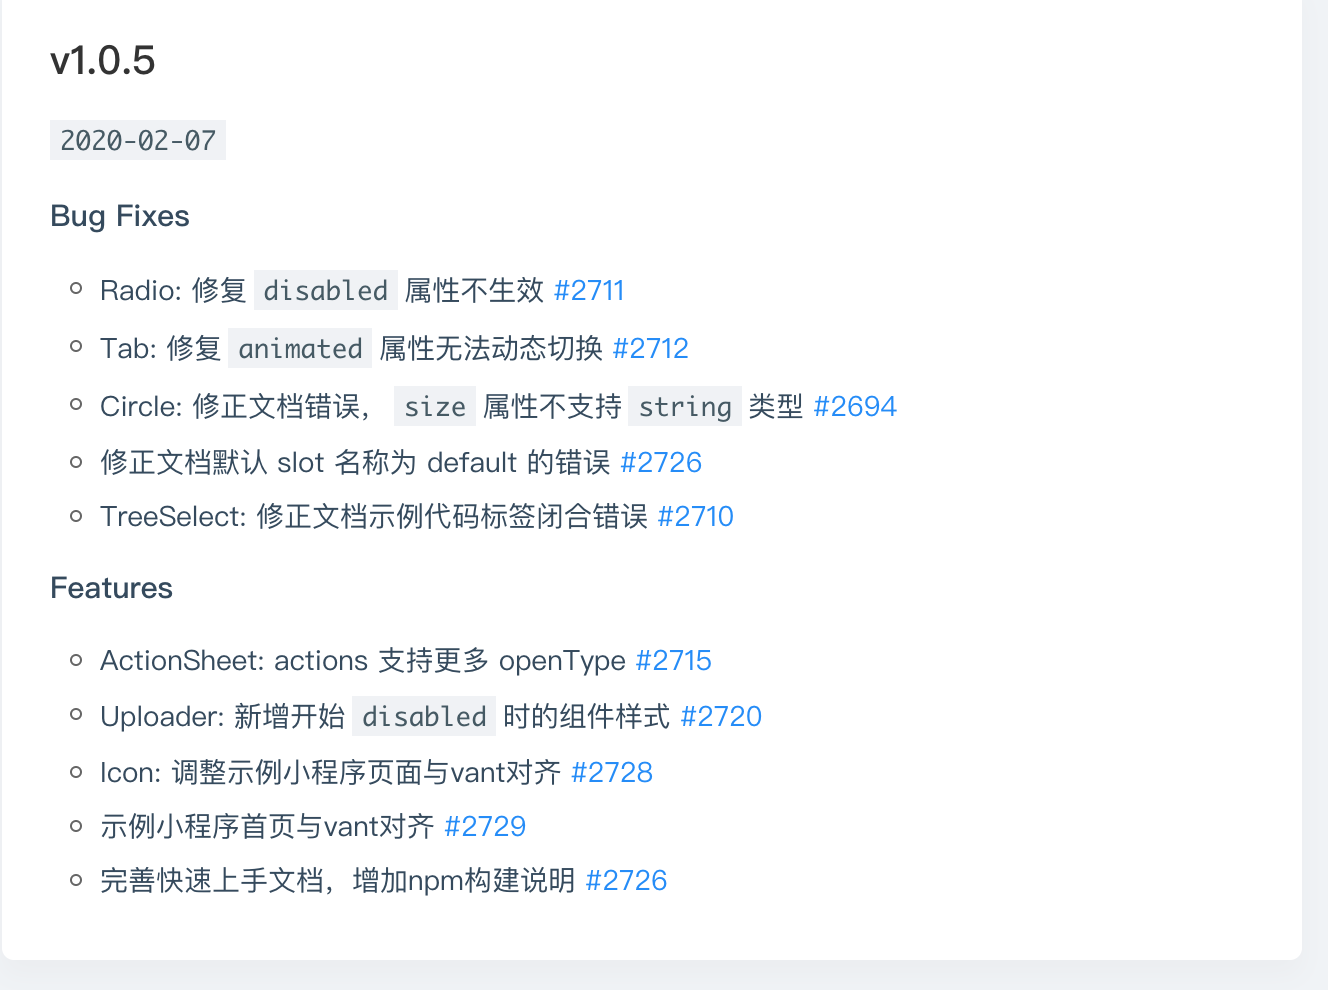 v1.0.5
2020-02-07
Bug Fixes
Radio: 修复 disabled 属性不生效 #2711
Tab: 修复 animated 属性无法动态切换 #2712
Circle: 修正文档错误， size 属性不支持 string 类型 #2694
修正文档默认 slot 名称为 default 的错误 #2726
TreeSelect: 修正文档示例代码标签闭合错误 #2710
Features
ActionSheet: actions 支持更多 openType #2715
Uploader: 新增开始 disabled 时的组件样式 #2720
Icon: 调整示例小程序页面与vant对齐 #2728
示例小程序首页与vant对齐 #2729
完善快速上手文档，增加npm构建说明 #2726